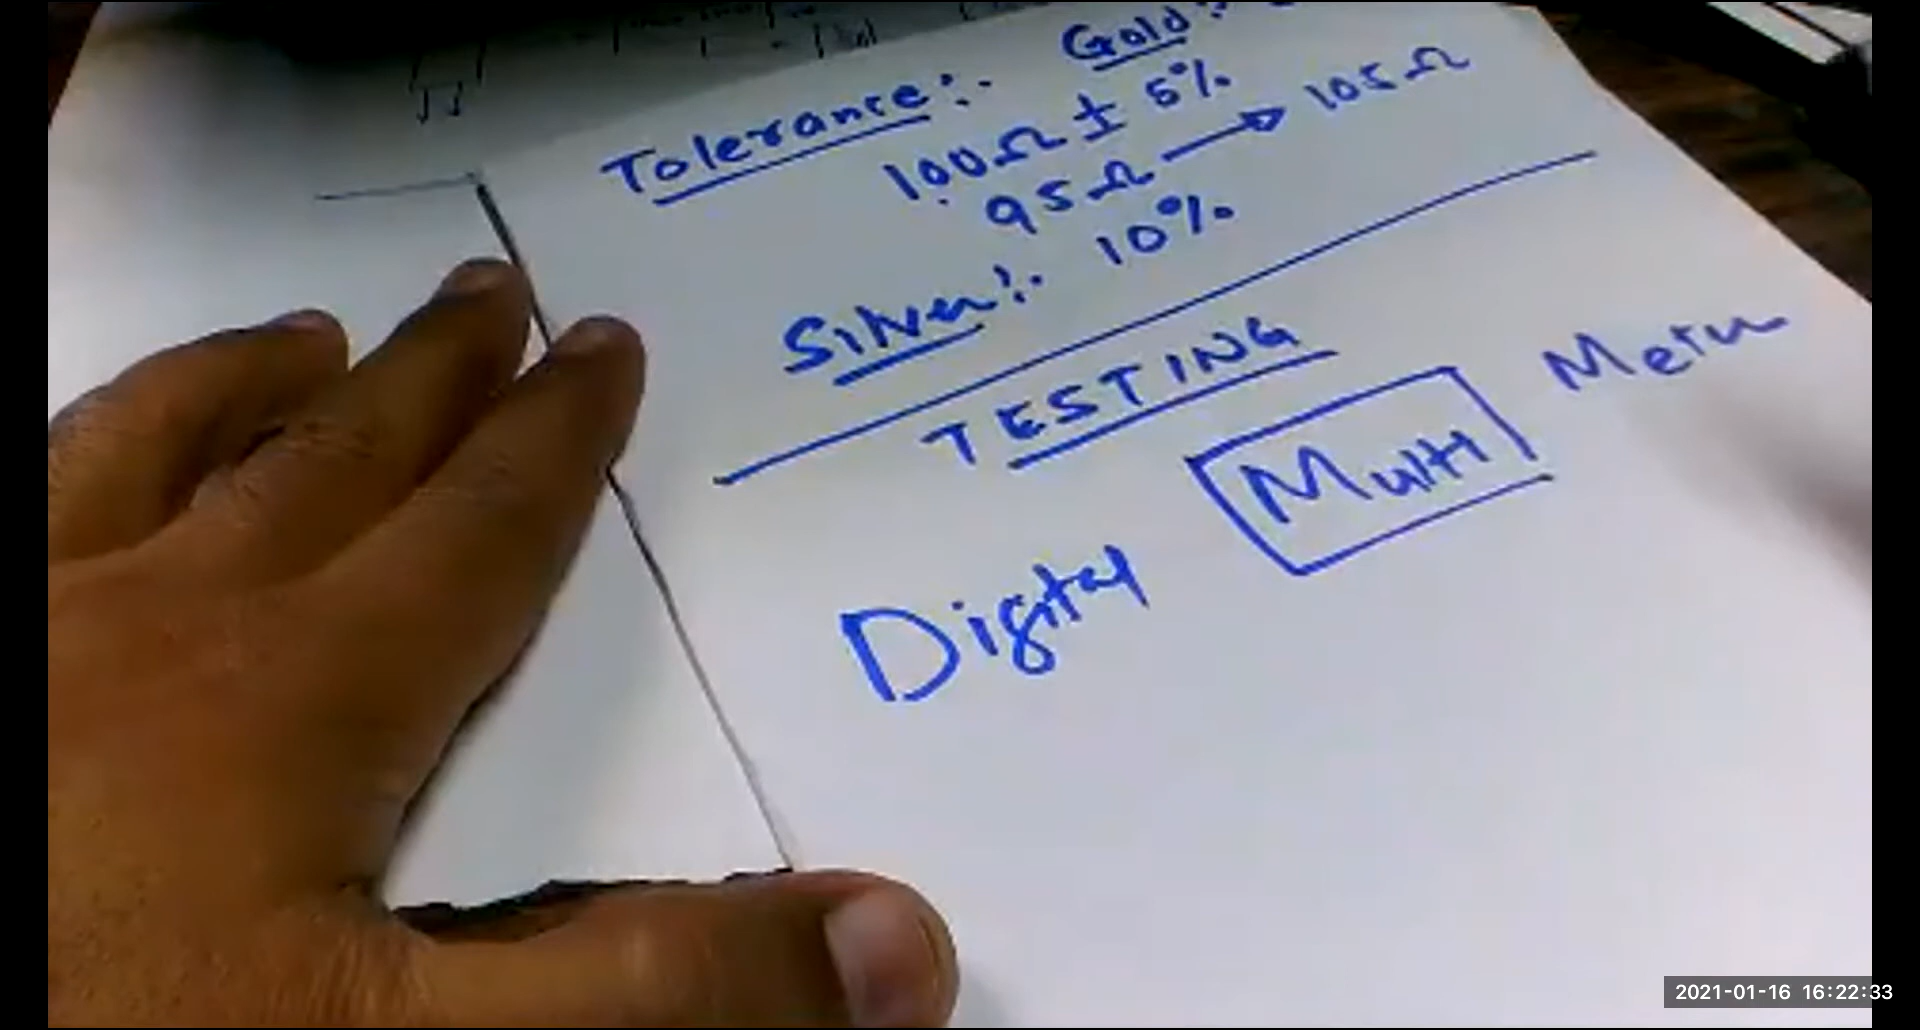 Tolerance:- Gold:-
100Ω ± 5%
95Ω → 105Ω
Silver:- 10%
TESTING
Digital Multi Meter
2021-01-16 16:22:33